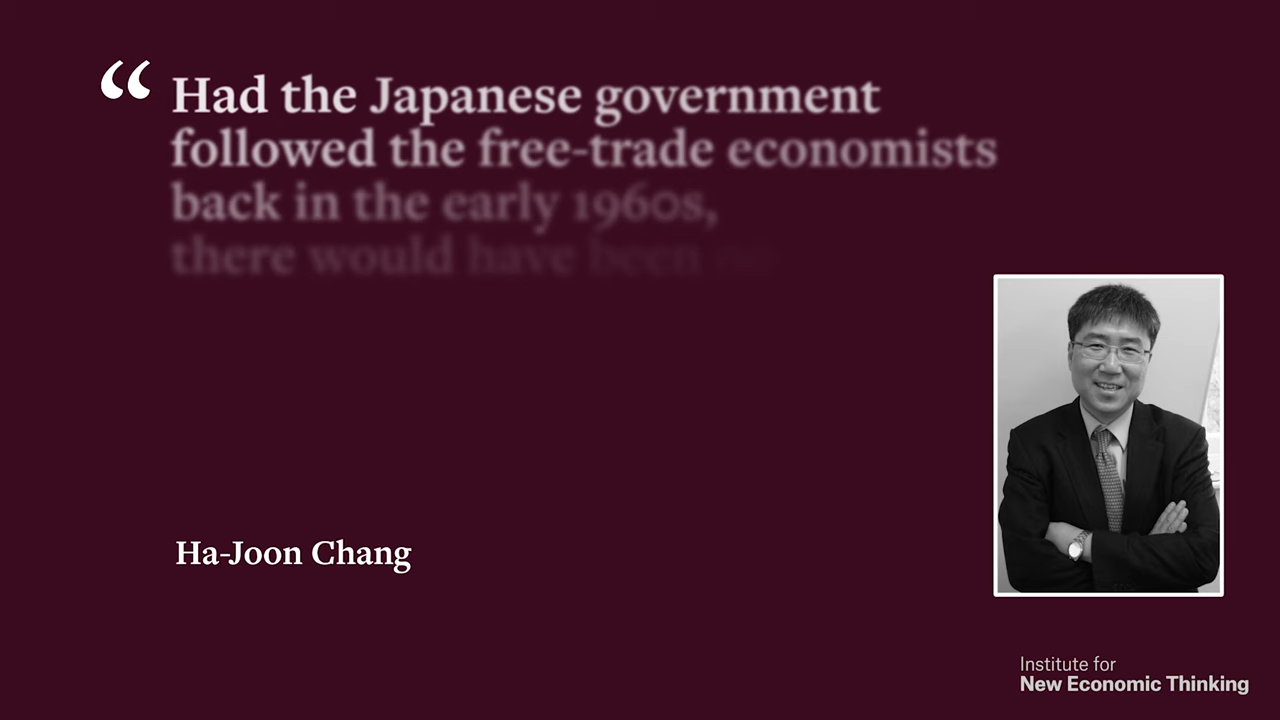 “Had the Japanese government
followed the free-trade economists
back in the early 1960s,
there would have been no
Ha-Joon Chang
Institute for
New Economic Thinking